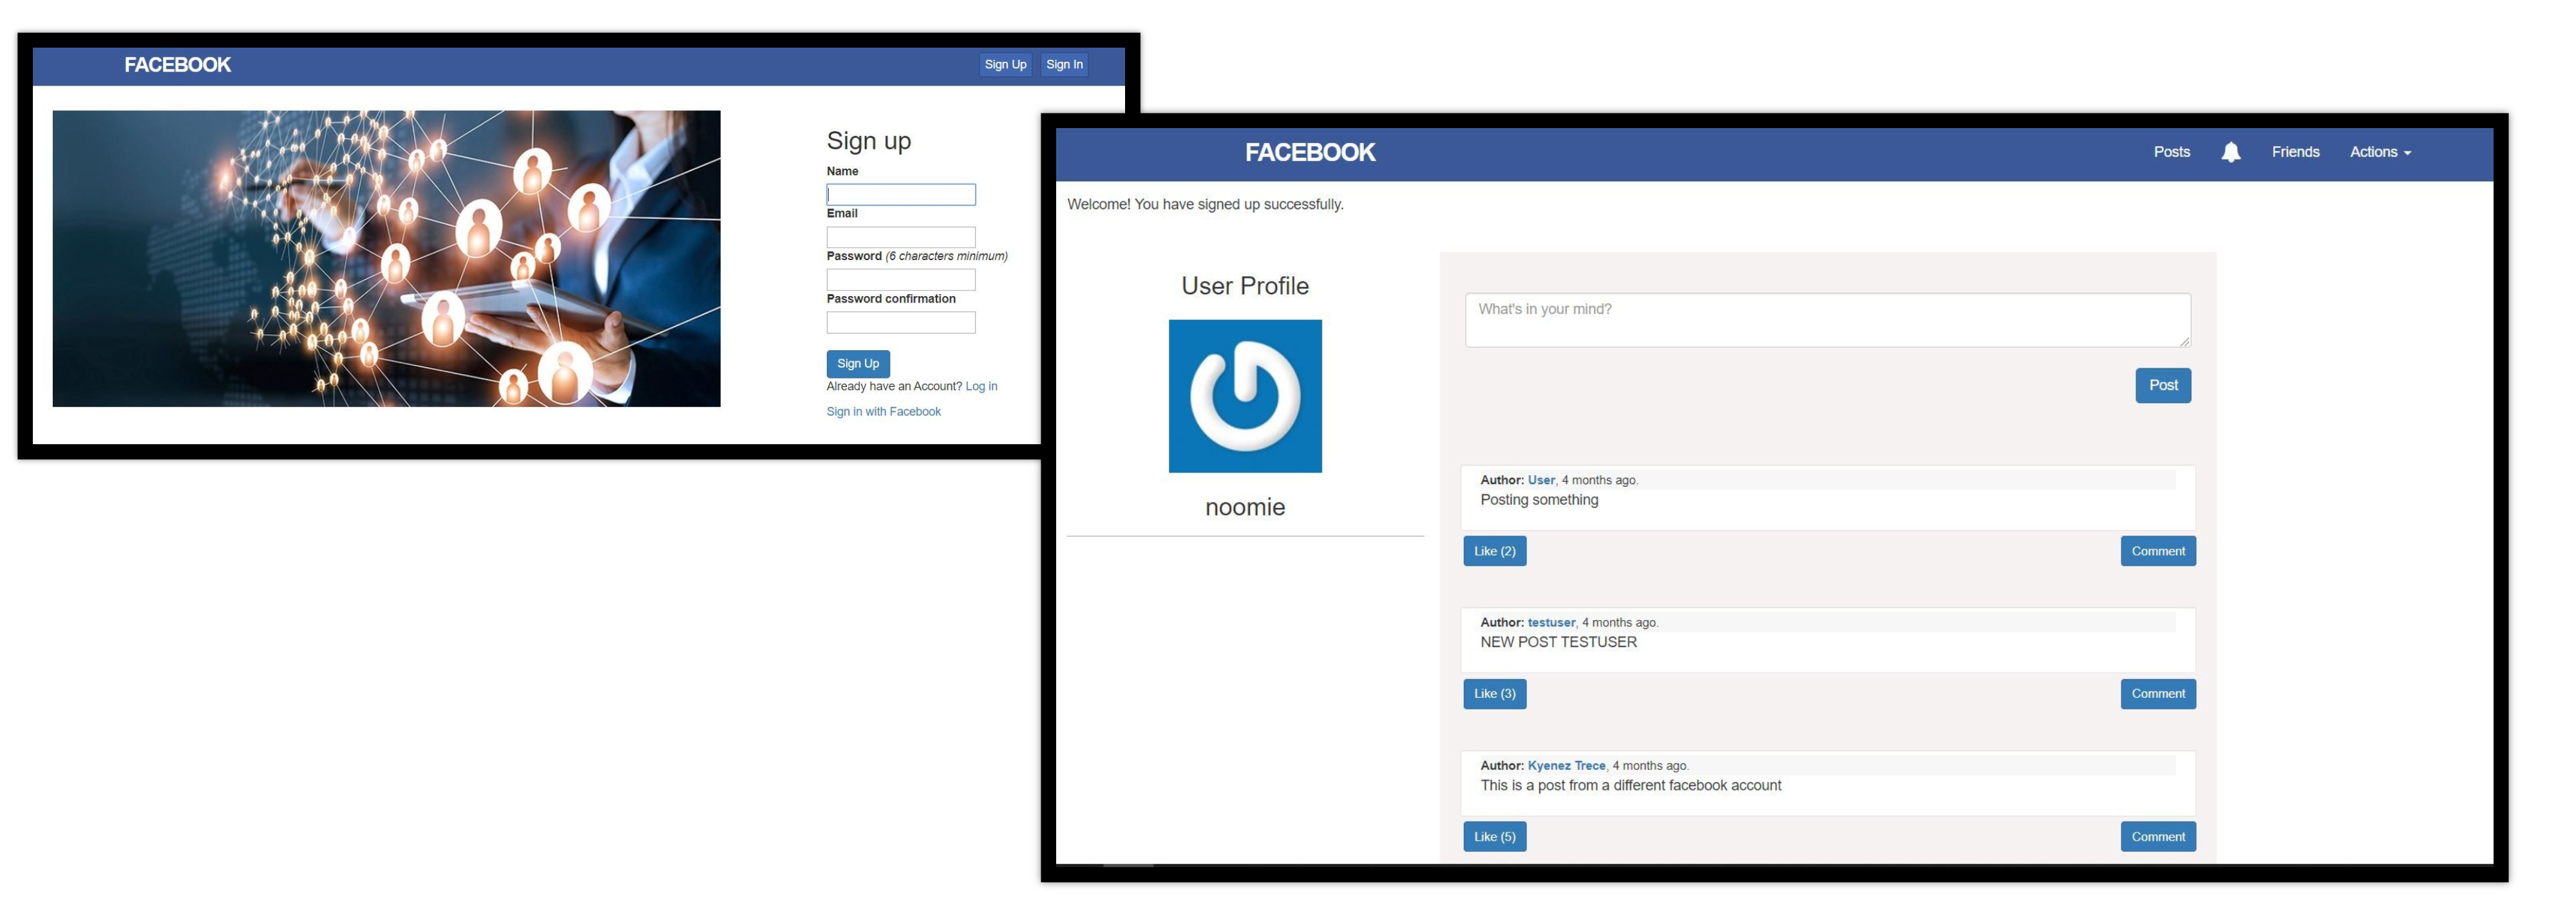 FACEBOOK
Sign Up Sign In
Sign up
Name
Email
Password (6 characters minimum)
Password confirmation
Sign Up
Already have an Account? Log in
Sign in with Facebook
FACEBOOK
Posts Friends Actions
Welcome! You have signed up successfully.
User Profile
noomie
What's in your mind?
Post
Author: User, 4 months ago.
Posting something
Like (2) Comment
Author: testuser, 4 months ago.
NEW POST TESTUSER
Like (3) Comment
Author: Kyenez Trece, 4 months ago.
This is a post from a different facebook account
Like (5) Comment